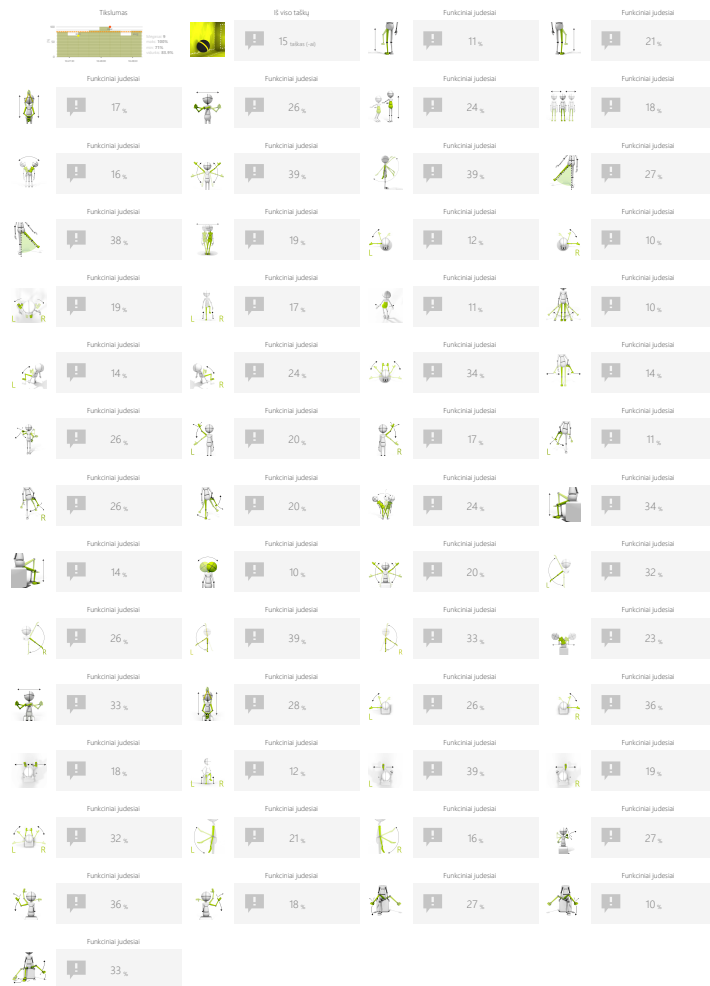 Tikslumas
Iš viso taškų
Funkciniai judesiai
Funkciniai judesiai
15 taškas (-ai)
11 %
21 %
Funkciniai judesiai
Funkciniai judesiai
Funkciniai judesiai
Funkciniai judesiai
17 %
26 %
24 %
18 %
Funkciniai judesiai
Funkciniai judesiai
Funkciniai judesiai
Funkciniai judesiai
16 %
39 %
39 %
27 %
Funkciniai judesiai
Funkciniai judesiai
Funkciniai judesiai
Funkciniai judesiai
38 %
19 %
L
12 %
10 %
R
Funkciniai judesiai
Funkciniai judesiai
Funkciniai judesiai
Funkciniai judesiai
L R
19 %
L R
17 %
11 %
10 %
Funkciniai judesiai
Funkciniai judesiai
Funkciniai judesiai
Funkciniai judesiai
L
14 %
R
24 %
34 %
14 %
Funkciniai judesiai
Funkciniai judesiai
Funkciniai judesiai
Funkciniai judesiai
26 %
L
20 %
R
17 %
L
11 %
Funkciniai judesiai
Funkciniai judesiai
Funkciniai judesiai
Funkciniai judesiai
R
26 %
20 %
24 %
34 %
Funkciniai judesiai
Funkciniai judesiai
Funkciniai judesiai
Funkciniai judesiai
14 %
10 %
20 %
L
32 %
Funkciniai judesiai
Funkciniai judesiai
Funkciniai judesiai
Funkciniai judesiai
R
26 %
L
39 %
R
33 %
23 %
Funkciniai judesiai
Funkciniai judesiai
Funkciniai judesiai
Funkciniai judesiai
33 %
28 %
L
26 %
R
36 %
Funkciniai judesiai
Funkciniai judesiai
Funkciniai judesiai
Funkciniai judesiai
18 %
L R
12 %
L
39 %
R
19 %
Funkciniai judesiai
Funkciniai judesiai
Funkciniai judesiai
Funkciniai judesiai
L R
32 %
L
21 %
R
16 %
27 %
Funkciniai judesiai
Funkciniai judesiai
Funkciniai judesiai
Funkciniai judesiai
36 %
18 %
27 %
10 %
Funkciniai judesiai
33 %